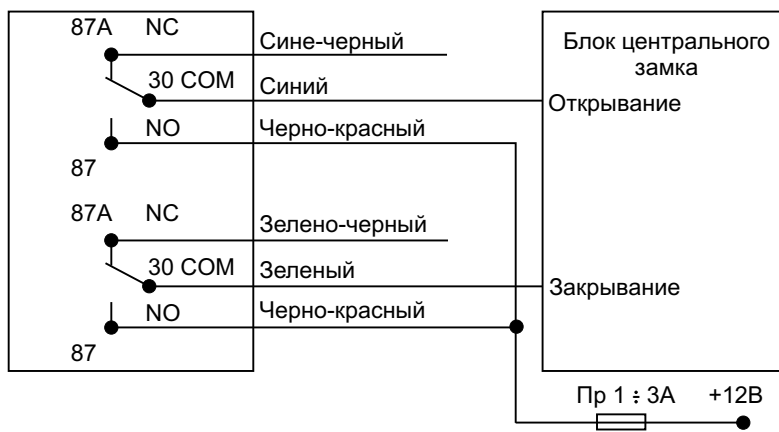 87A NC
Сине-черный
30 COM
Синий
NO
Черно-красный
87
87A NC
Зелено-черный
30 COM
Зеленый
NO
Черно-красный
87
Блок центрального
замка
Открывание
Закрывание
Пр 1 ÷ 3А +12В